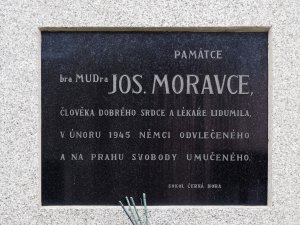 PAMÁTCE
bra MUDra JOS. MORAVCE,
ČLOVĚKA DOBRÉHO SRDCE A LÉKAŘE LIDUMILA,
V ÚNORU 1945 NĚMCI ODVLEČENÉHO
A NA PRAHU SVOBODY UMUČENÉHO.
SOKOL ČERNÁ HORA